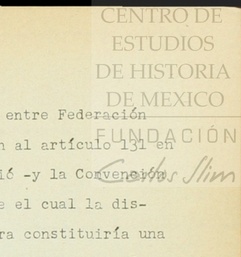 CENTRO DE
ESTUDIOS
DE HISTORIA
DE MEXICO
FUNDACIÓN
Carlos Slim
entre Federación
n al artículo 131 en
16 -y la Convención
e el cual la dis-
ra constituiría una